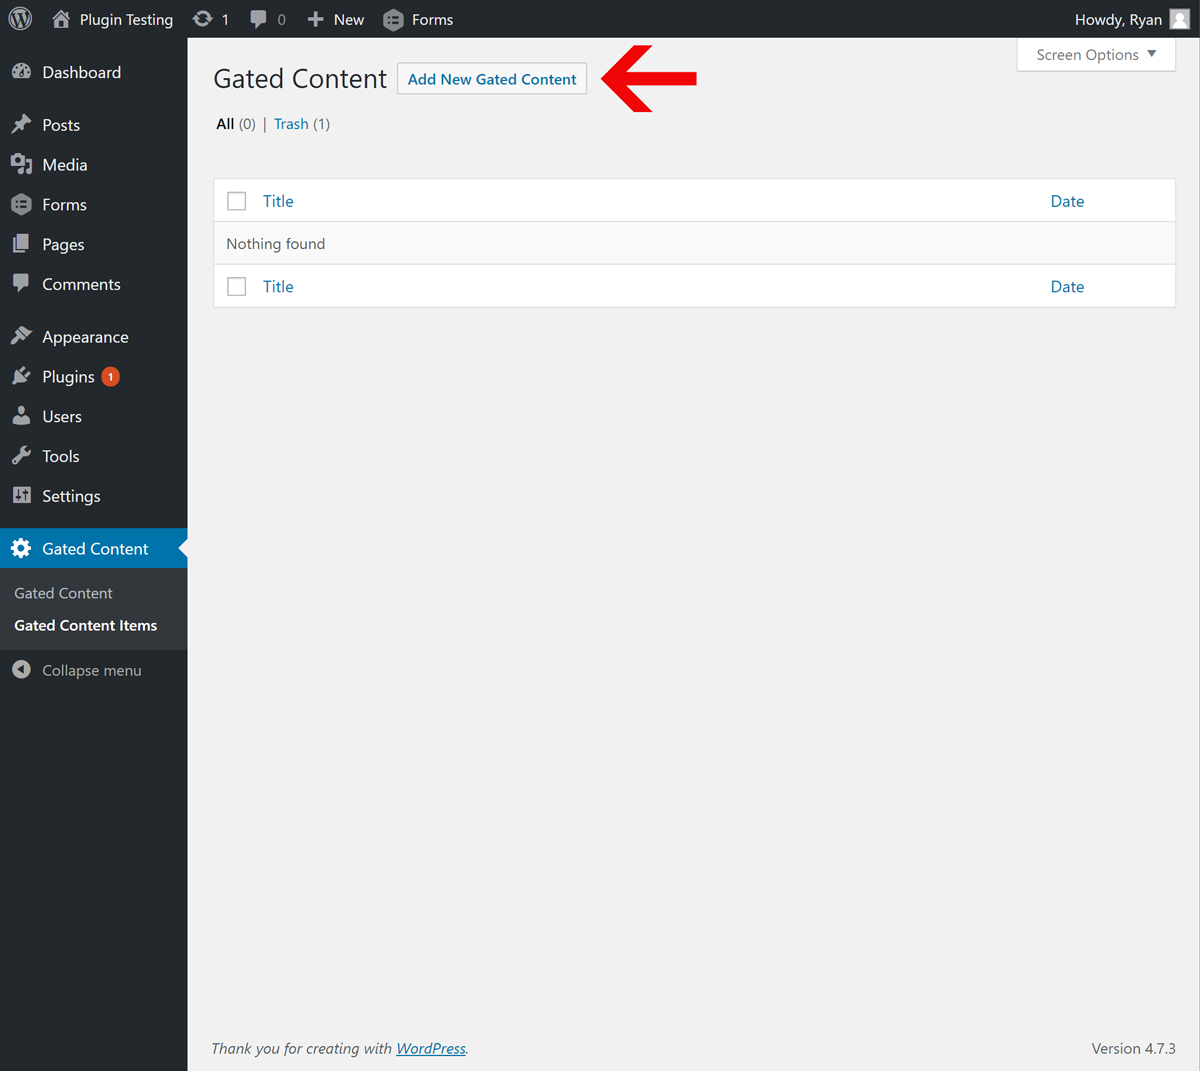 Plugin Testing 1 0 New Forms Howdy, Ryan
Screen Options
Dashboard
Posts
Media
Forms
Pages
Comments
Appearance
Plugins 1
Users
Tools
Settings
Gated Content
Gated Content
Gated Content Items
Collapse menu
Gated Content Add New Gated Content
All (0) | Trash (1)
Title Date
Nothing found
Title Date
Thank you for creating with WordPress. Version 4.7.3